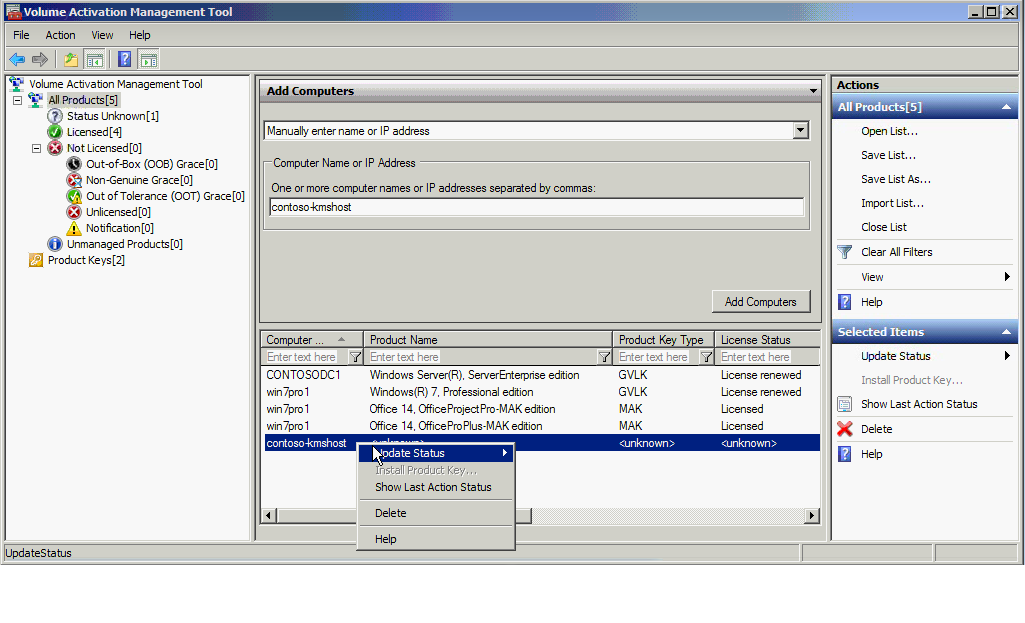 Volume Activation Management Tool
File Action View Help
Volume Activation Management Tool
All Products[5]
Status Unknown[1]
Licensed[4]
Not Licensed[0]
Out-of-Box (OOB) Grace[0]
Non-Genuine Grace[0]
Out of Tolerance (OOT) Grace[0]
Unlicensed[0]
Notification[0]
Unmanaged Products[0]
Product Keys[2]
Add Computers
Manually enter name or IP address
Computer Name or IP Address
One or more computer names or IP addresses separated by commas:
contoso-kmshost
Add Computers
Computer ... Product Name Product Key Type License Status
Enter text here Enter text here Enter text here Enter text here
CONTOSODC1 Windows Server(R), ServerEnterprise edition GVLK License renewed
win7pro1 Windows(R) 7, Professional edition GVLK License renewed
win7pro1 Office 14, OfficeProjectPro-MAK edition MAK Licensed
win7pro1 Office 14, OfficeProPlus-MAK edition MAK Licensed
contoso-kmshost <unknown> <unknown> <unknown>
Update Status
Install Product Key...
Show Last Action Status
Delete
Help
Actions
All Products[5]
Open List...
Save List...
Save List As...
Import List...
Close List
Clear All Filters
View
Help
Selected Items
Update Status
Install Product Key...
Show Last Action Status
Delete
Help
UpdateStatus